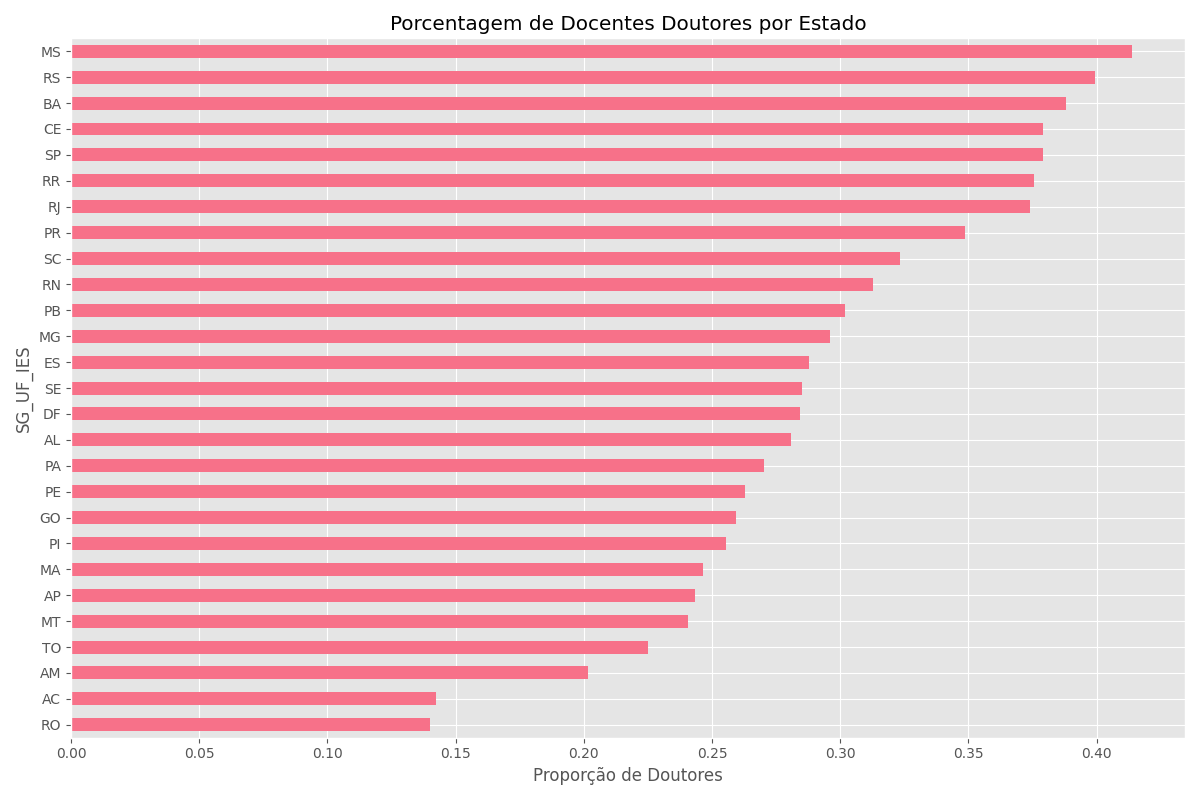 Porcentagem de Docentes Doutores por Estado
SG_UF_IES
MS
RS
BA
CE
SP
RR
RJ
PR
SC
RN
PB
MG
ES
SE
DF
AL
PA
PE
GO
PI
MA
AP
MT
TO
AM
AC
RO
0.00 0.05 0.10 0.15 0.20 0.25 0.30 0.35 0.40
Proporção de Doutores